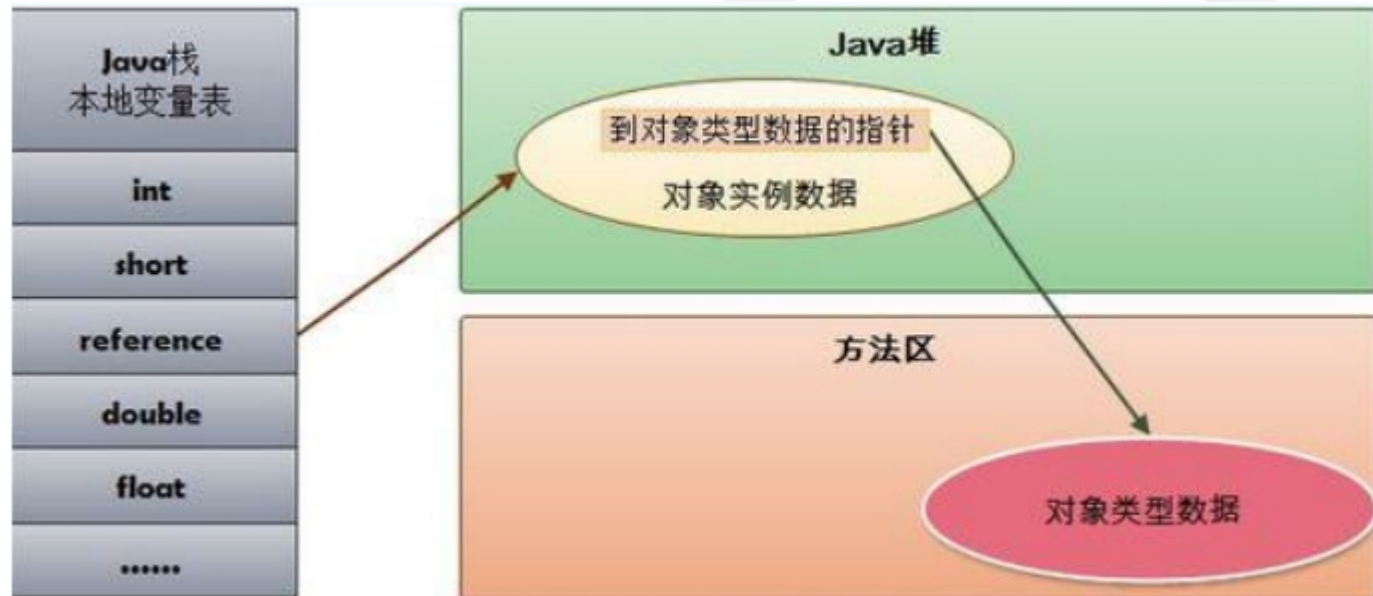 Java栈
本地变量表
int
short
reference
double
float
......
Java堆
到对象类型数据的指针
对象实例数据
方法区
对象类型数据